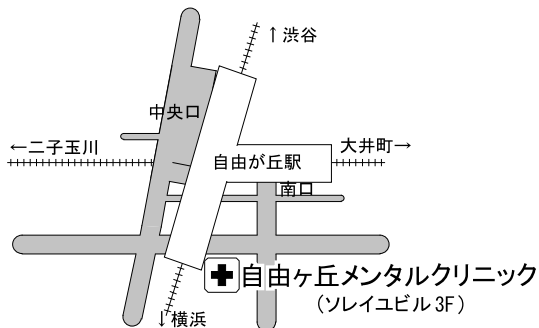 ↑渋谷
中央口
←二子玉川
大井町→
自由が丘駅
南口
自由ヶ丘メンタルクリニック
(ソレイユビル3F)
↓横浜